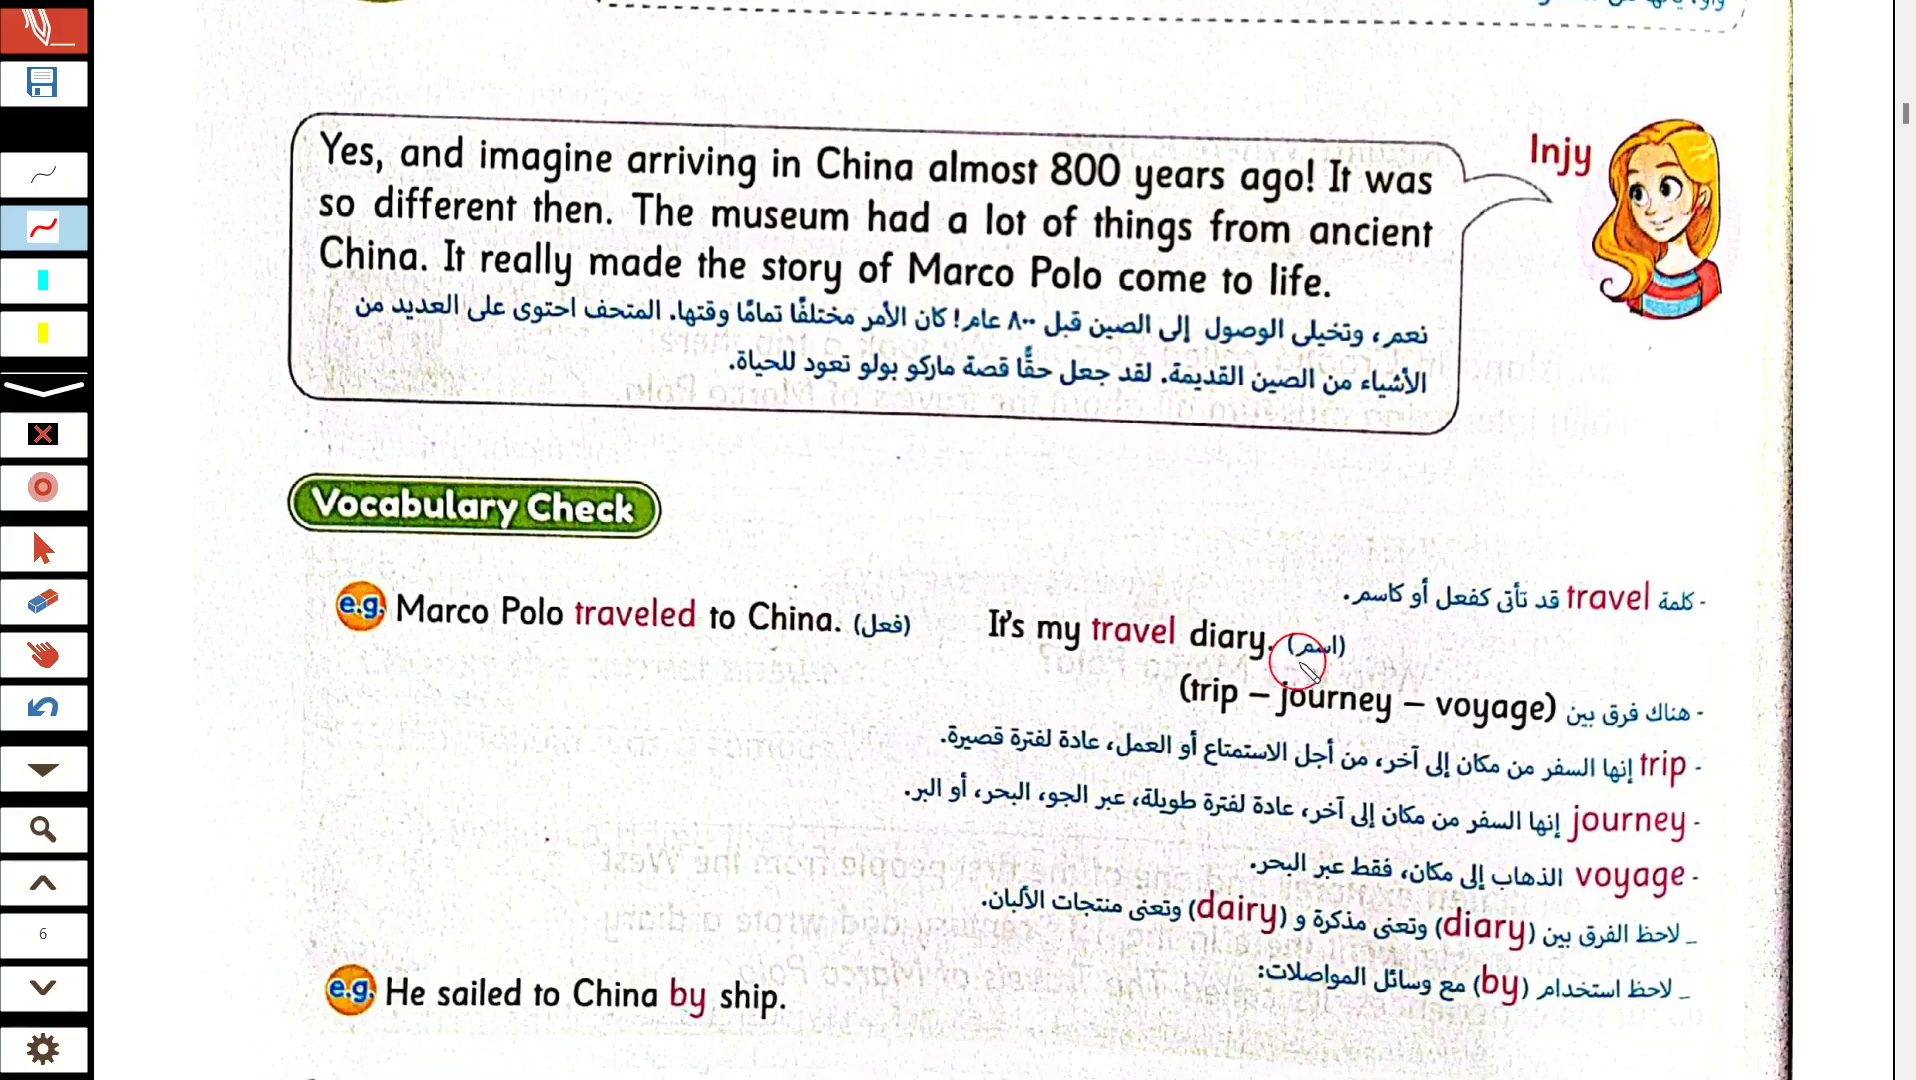 Injy
Yes, and imagine arriving in China almost 800 years ago! It was
so different then. The museum had a lot of things from ancient
China. It really made the story of Marco Polo come to life.
نعم، وتخيلى الوصول إلى الصين قبل ٨٠٠ عام! كان الأمر مختلفًا تمامًا وقتها. المتحف احتوى على العديد من
الأشياء من الصين القديمة. لقد جعل حقًّا قصة ماركو بولو تعود للحياة.
Vocabulary Check
- كلمة travel قد تأتى كفعل أو كاسم.
e.g. Marco Polo traveled to China. (فعل) It's my travel diary. (اسم)
- هناك فرق بين (trip – journey – voyage)
- trip إنها السفر من مكان إلى آخر، من أجل الاستمتاع أو العمل، عادة لفترة قصيرة.
- journey إنها السفر من مكان إلى آخر، عادة لفترة طويلة، عبر الجو، البحر، أو البر.
- voyage الذهاب إلى مكان، فقط عبر البحر.
_ لاحظ الفرق بين (diary) وتعنى مذكرة و (dairy) وتعنى منتجات الألبان.
_ لاحظ استخدام (by) مع وسائل المواصلات:
e.g. He sailed to China by ship.
6